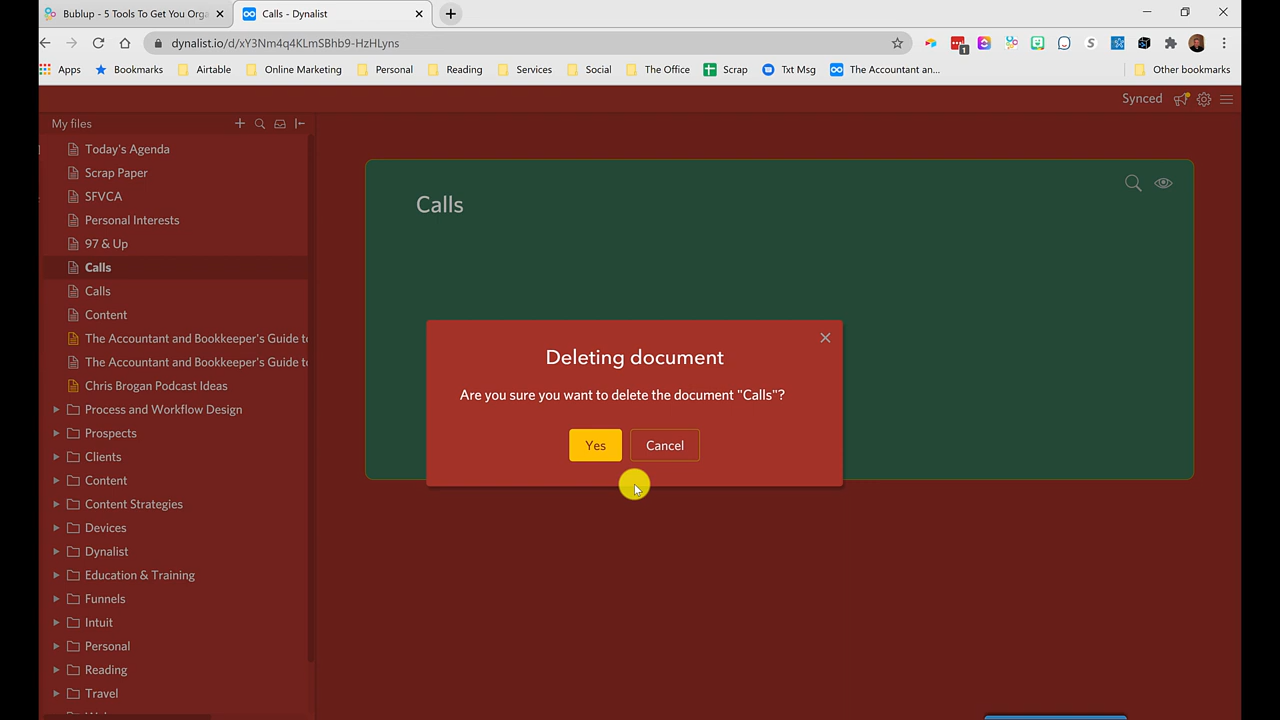 Bublup - 5 Tools To Get You Orga
Calls - Dynalist
dynalist.io/d/xY3Nm4q4KLmSBhb9-HzHLyns
1
Apps
Bookmarks
Airtable
Online Marketing
Personal
Reading
Services
Social
The Office
Scrap
Txt Msg
The Accountant an...
Other bookmarks
Synced
My files
Today's Agenda
Scrap Paper
SFVCA
Personal Interests
97 & Up
Calls
Calls
Content
The Accountant and Bookkeeper's Guide to
The Accountant and Bookkeeper's Guide to
Chris Brogan Podcast Ideas
Process and Workflow Design
Prospects
Clients
Content
Content Strategies
Devices
Dynalist
Education & Training
Funnels
Intuit
Personal
Reading
Travel
Calls
Deleting document
Are you sure you want to delete the document "Calls"?
Yes
Cancel